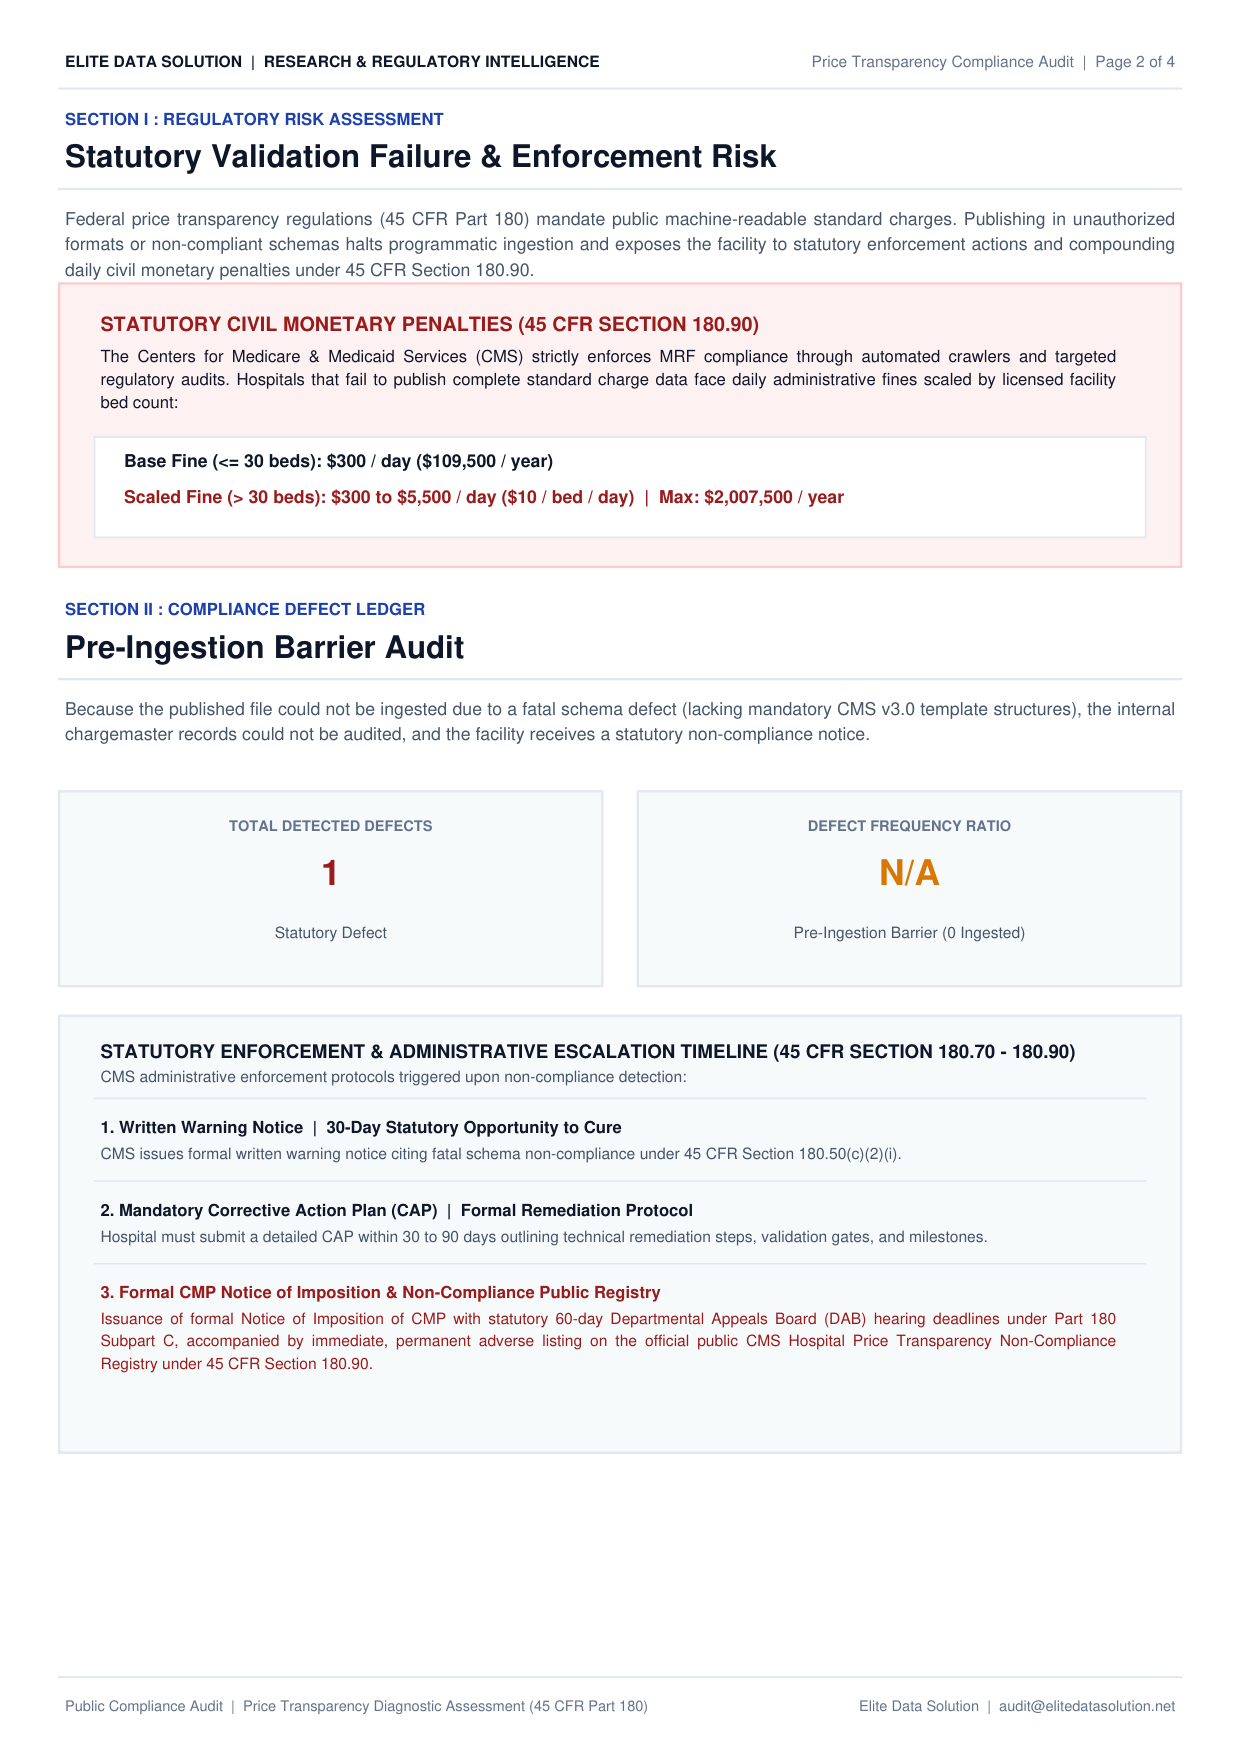 ELITE DATA SOLUTION | RESEARCH & REGULATORY INTELLIGENCE
Price Transparency Compliance Audit | Page 2 of 4
SECTION I : REGULATORY RISK ASSESSMENT
Statutory Validation Failure & Enforcement Risk
Federal price transparency regulations (45 CFR Part 180) mandate public machine-readable standard charges. Publishing in unauthorized
formats or non-compliant schemas halts programmatic ingestion and exposes the facility to statutory enforcement actions and compounding
daily civil monetary penalties under 45 CFR Section 180.90.
STATUTORY CIVIL MONETARY PENALTIES (45 CFR SECTION 180.90)
The Centers for Medicare & Medicaid Services (CMS) strictly enforces MRF compliance through automated crawlers and targeted
regulatory audits. Hospitals that fail to publish complete standard charge data face daily administrative fines scaled by licensed facility
bed count:
Base Fine (<= 30 beds): $300 / day ($109,500 / year)
Scaled Fine (> 30 beds): $300 to $5,500 / day ($10 / bed / day) | Max: $2,007,500 / year
SECTION II : COMPLIANCE DEFECT LEDGER
Pre-Ingestion Barrier Audit
Because the published file could not be ingested due to a fatal schema defect (lacking mandatory CMS v3.0 template structures), the internal
chargemaster records could not be audited, and the facility receives a statutory non-compliance notice.
TOTAL DETECTED DEFECTS
1
Statutory Defect
DEFECT FREQUENCY RATIO
N/A
Pre-Ingestion Barrier (0 Ingested)
STATUTORY ENFORCEMENT & ADMINISTRATIVE ESCALATION TIMELINE (45 CFR SECTION 180.70 - 180.90)
CMS administrative enforcement protocols triggered upon non-compliance detection:
1. Written Warning Notice | 30-Day Statutory Opportunity to Cure
CMS issues formal written warning notice citing fatal schema non-compliance under 45 CFR Section 180.50(c)(2)(i).
2. Mandatory Corrective Action Plan (CAP) | Formal Remediation Protocol
Hospital must submit a detailed CAP within 30 to 90 days outlining technical remediation steps, validation gates, and milestones.
3. Formal CMP Notice of Imposition & Non-Compliance Public Registry
Issuance of formal Notice of Imposition of CMP with statutory 60-day Departmental Appeals Board (DAB) hearing deadlines under Part 180
Subpart C, accompanied by immediate, permanent adverse listing on the official public CMS Hospital Price Transparency Non-Compliance
Registry under 45 CFR Section 180.90.
Public Compliance Audit | Price Transparency Diagnostic Assessment (45 CFR Part 180)
Elite Data Solution | audit@elitedatasolution.net